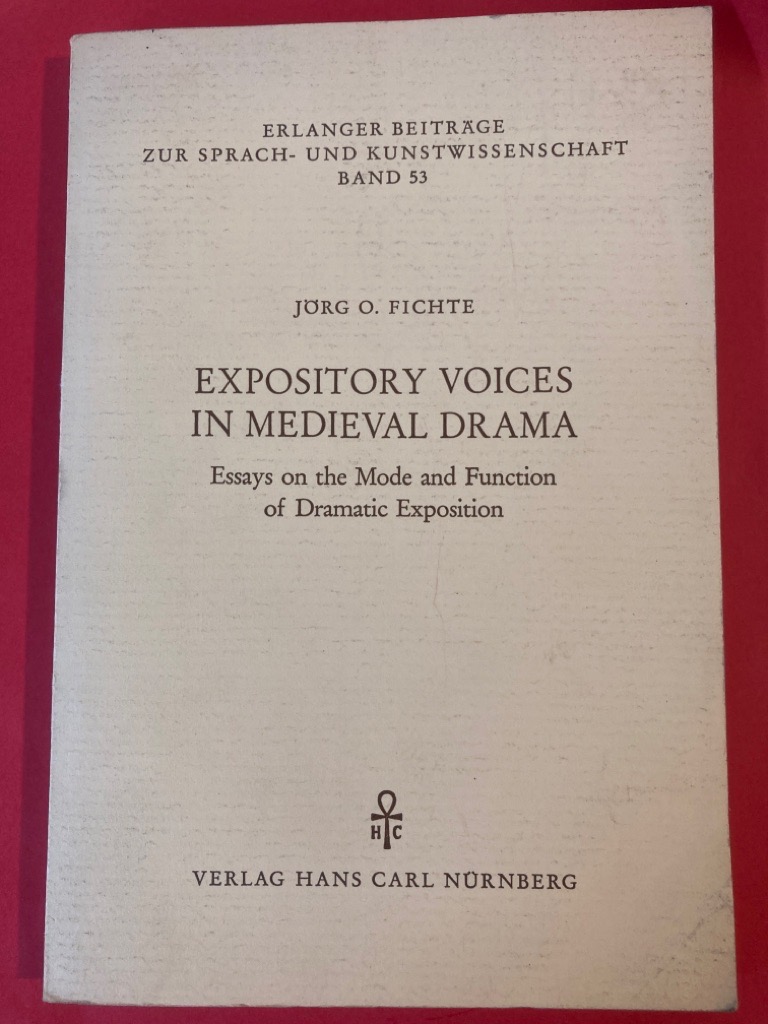 ERLANGER BEITRÄGE
ZUR SPRACH- UND KUNSTWISSENSCHAFT
BAND 53
JÖRG O. FICHTE
EXPOSITORY VOICES
IN MEDIEVAL DRAMA
Essays on the Mode and Function
of Dramatic Exposition
H C
VERLAG HANS CARL NÜRNBERG